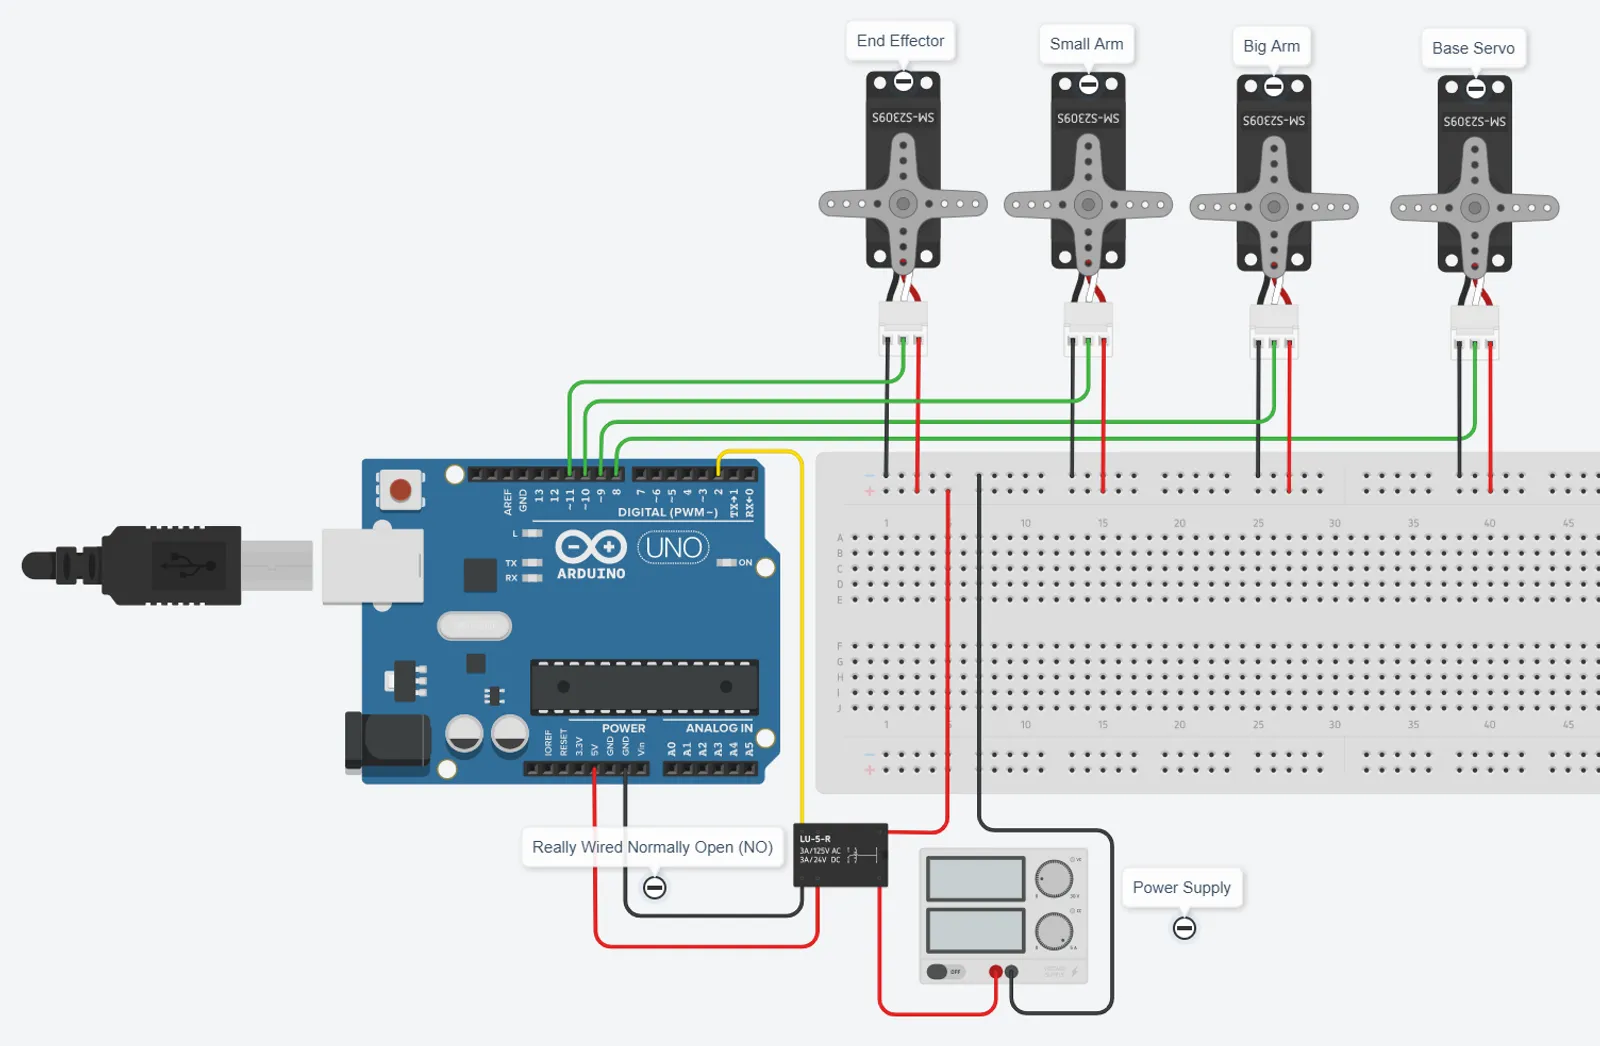 End Effector
Small Arm
Big Arm
Base Servo
SM-S2309S
SM-S2309S
SM-S2309S
SM-S2309S
AREF
GND
13
12
~11
~10
~9
8
7
~6
~5
4
~3
2
TX→1
RX←0
DIGITAL (PWM~)
L
TX
RX
ARDUINO
UNO
ON
POWER
ANALOG IN
IOREF
RESET
3.3V
5V
GND
GND
Vin
A0
A1
A2
A3
A4
A5
− +
1 5 10 15 20 25 30 35 40 45
A
B
C
D
E
F
G
H
I
J
1 5 10 15 20 25 30 35 40 45
− +
Really Wired Normally Open (NO)
LU-5-R
3A/125V AC
3A/24V DC
OFF
Power Supply